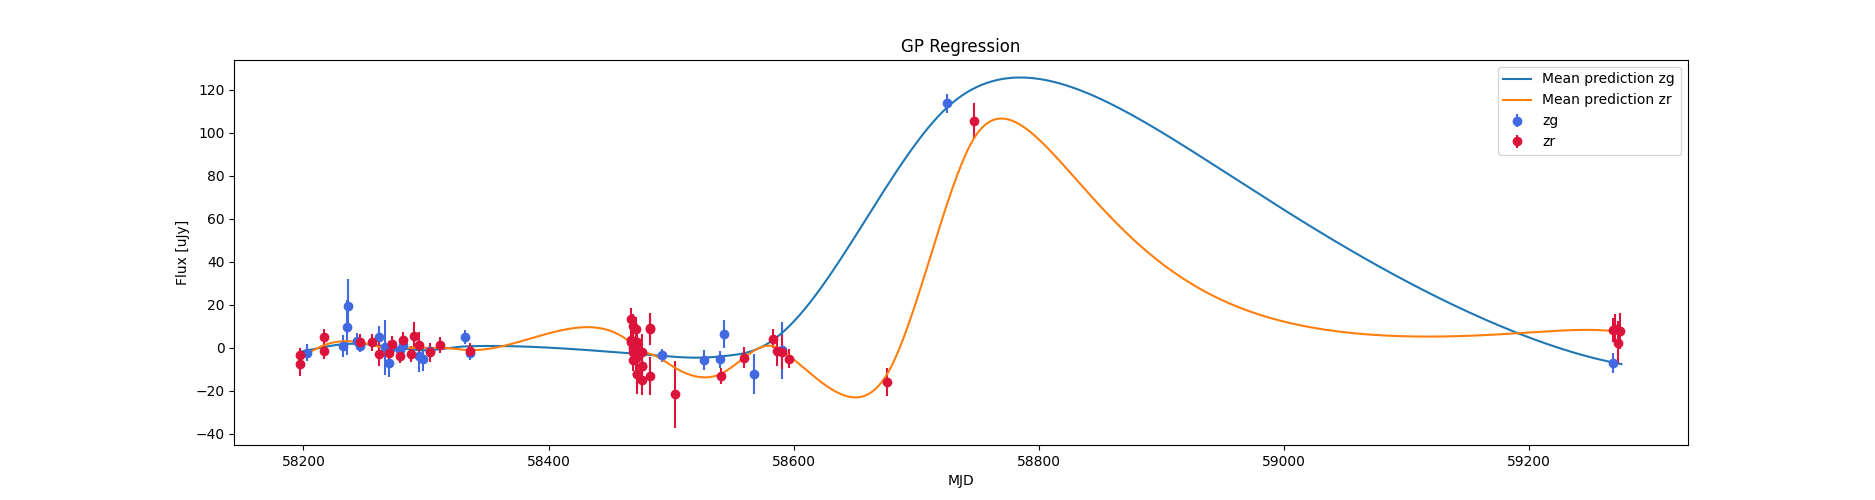 GP Regression
Flux [uJy]
120
100
80
60
40
20
0
−20
−40
58200
58400
58600
58800
59000
59200
MJD
Mean prediction zg
Mean prediction zr
zg
zr